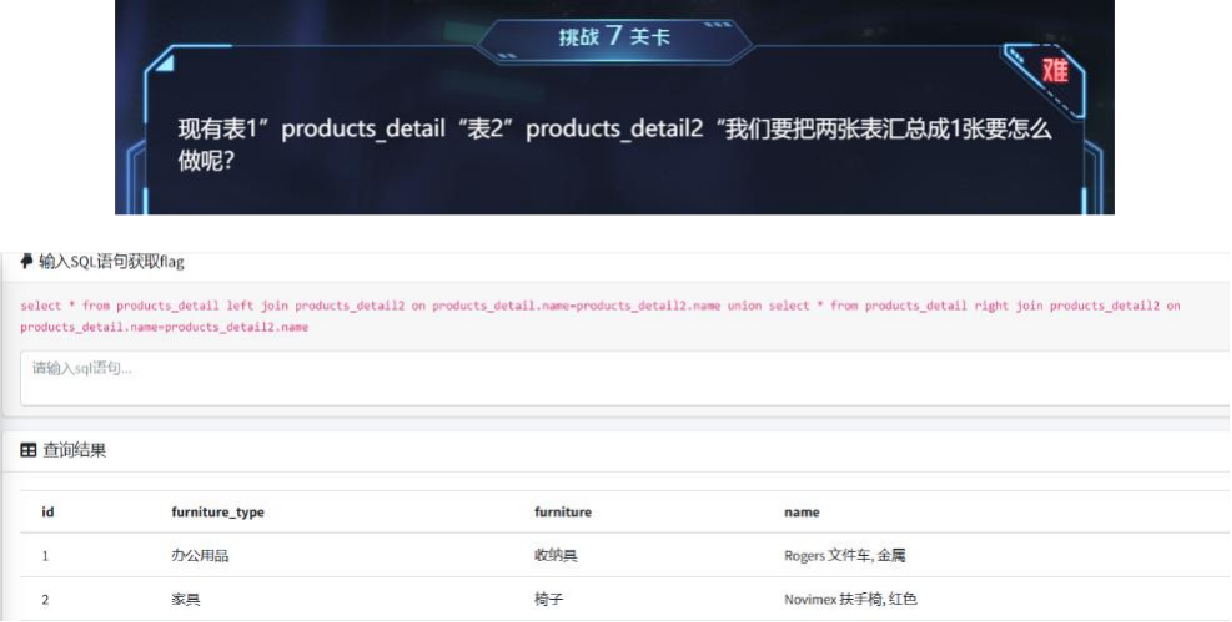 挑战 7 关卡
难
现有表1”products_detail“表2”products_detail2“我们要把两张表汇总成1张要怎么
做呢?
输入SQL语句获取flag
select * from products_detail left join products_detail2 on products_detail.name=products_detail2.name union select * from products_detail right join products_detail2 on
products_detail.name=products_detail2.name
请输入sql语句...
查询结果
id furniture_type furniture name
1 办公用品 收纳具 Rogers 文件车, 金属
2 家具 椅子 Novimex 扶手椅, 红色